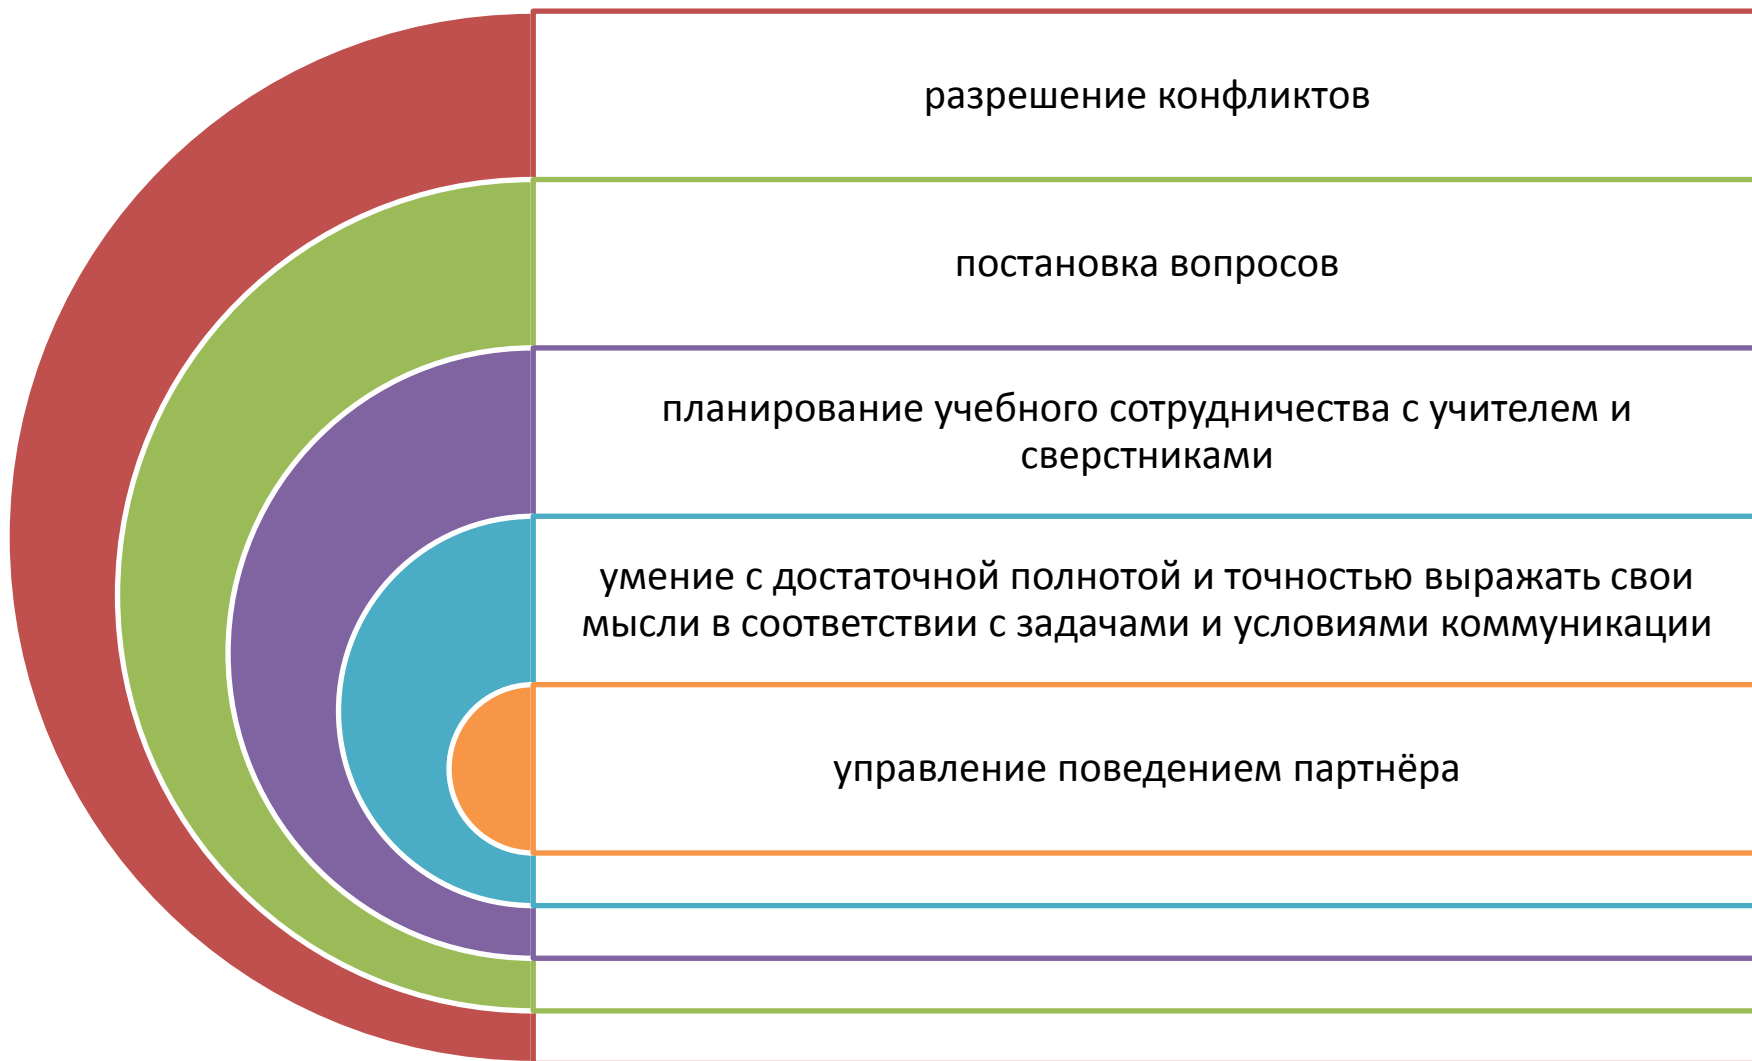 разрешение конфликтов
постановка вопросов
планирование учебного сотрудничества с учителем и
сверстниками
умение с достаточной полнотой и точностью выражать свои
мысли в соответствии с задачами и условиями коммуникации
управление поведением партнёра